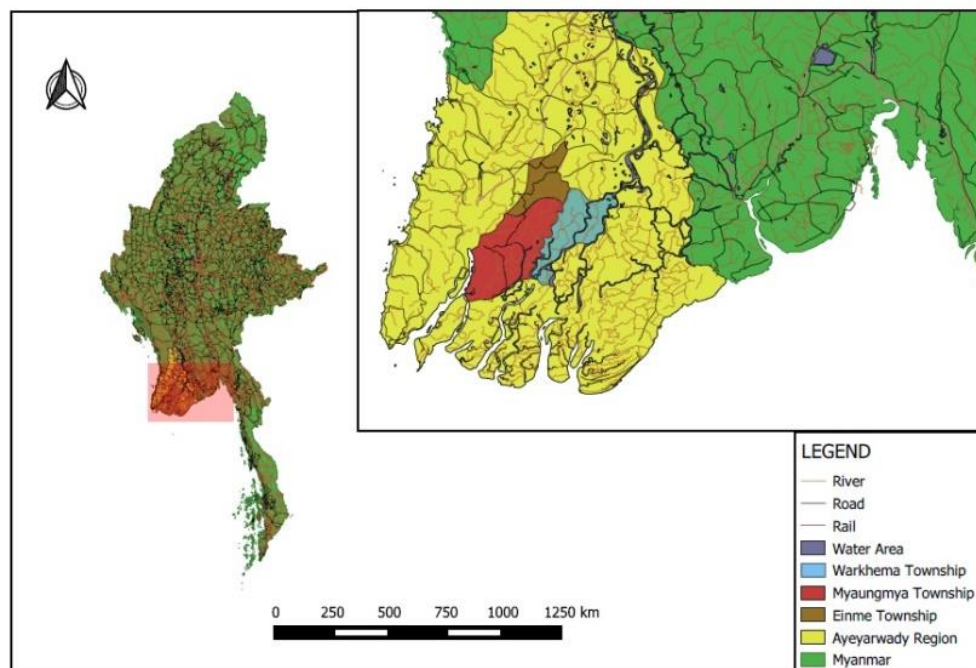 LEGEND
River
Road
Rail
Water Area
Warkhema Township
Myaungmya Township
Einme Township
Ayeyarwady Region
Myanmar
0 250 500 750 1000 1250 km